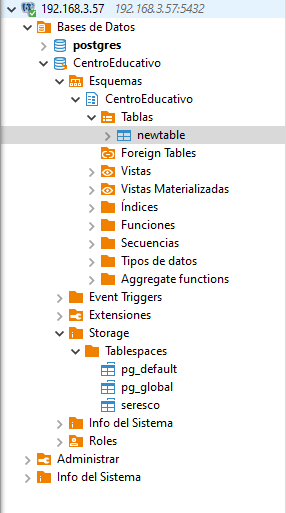 192.168.3.57 192.168.3.57:5432
Bases de Datos
postgres
CentroEducativo
Esquemas
CentroEducativo
Tablas
newtable
Foreign Tables
Vistas
Vistas Materializadas
Índices
Funciones
Secuencias
Tipos de datos
Aggregate functions
Event Triggers
Extensiones
Storage
Tablespaces
pg_default
pg_global
seresco
Info del Sistema
Roles
Administrar
Info del Sistema